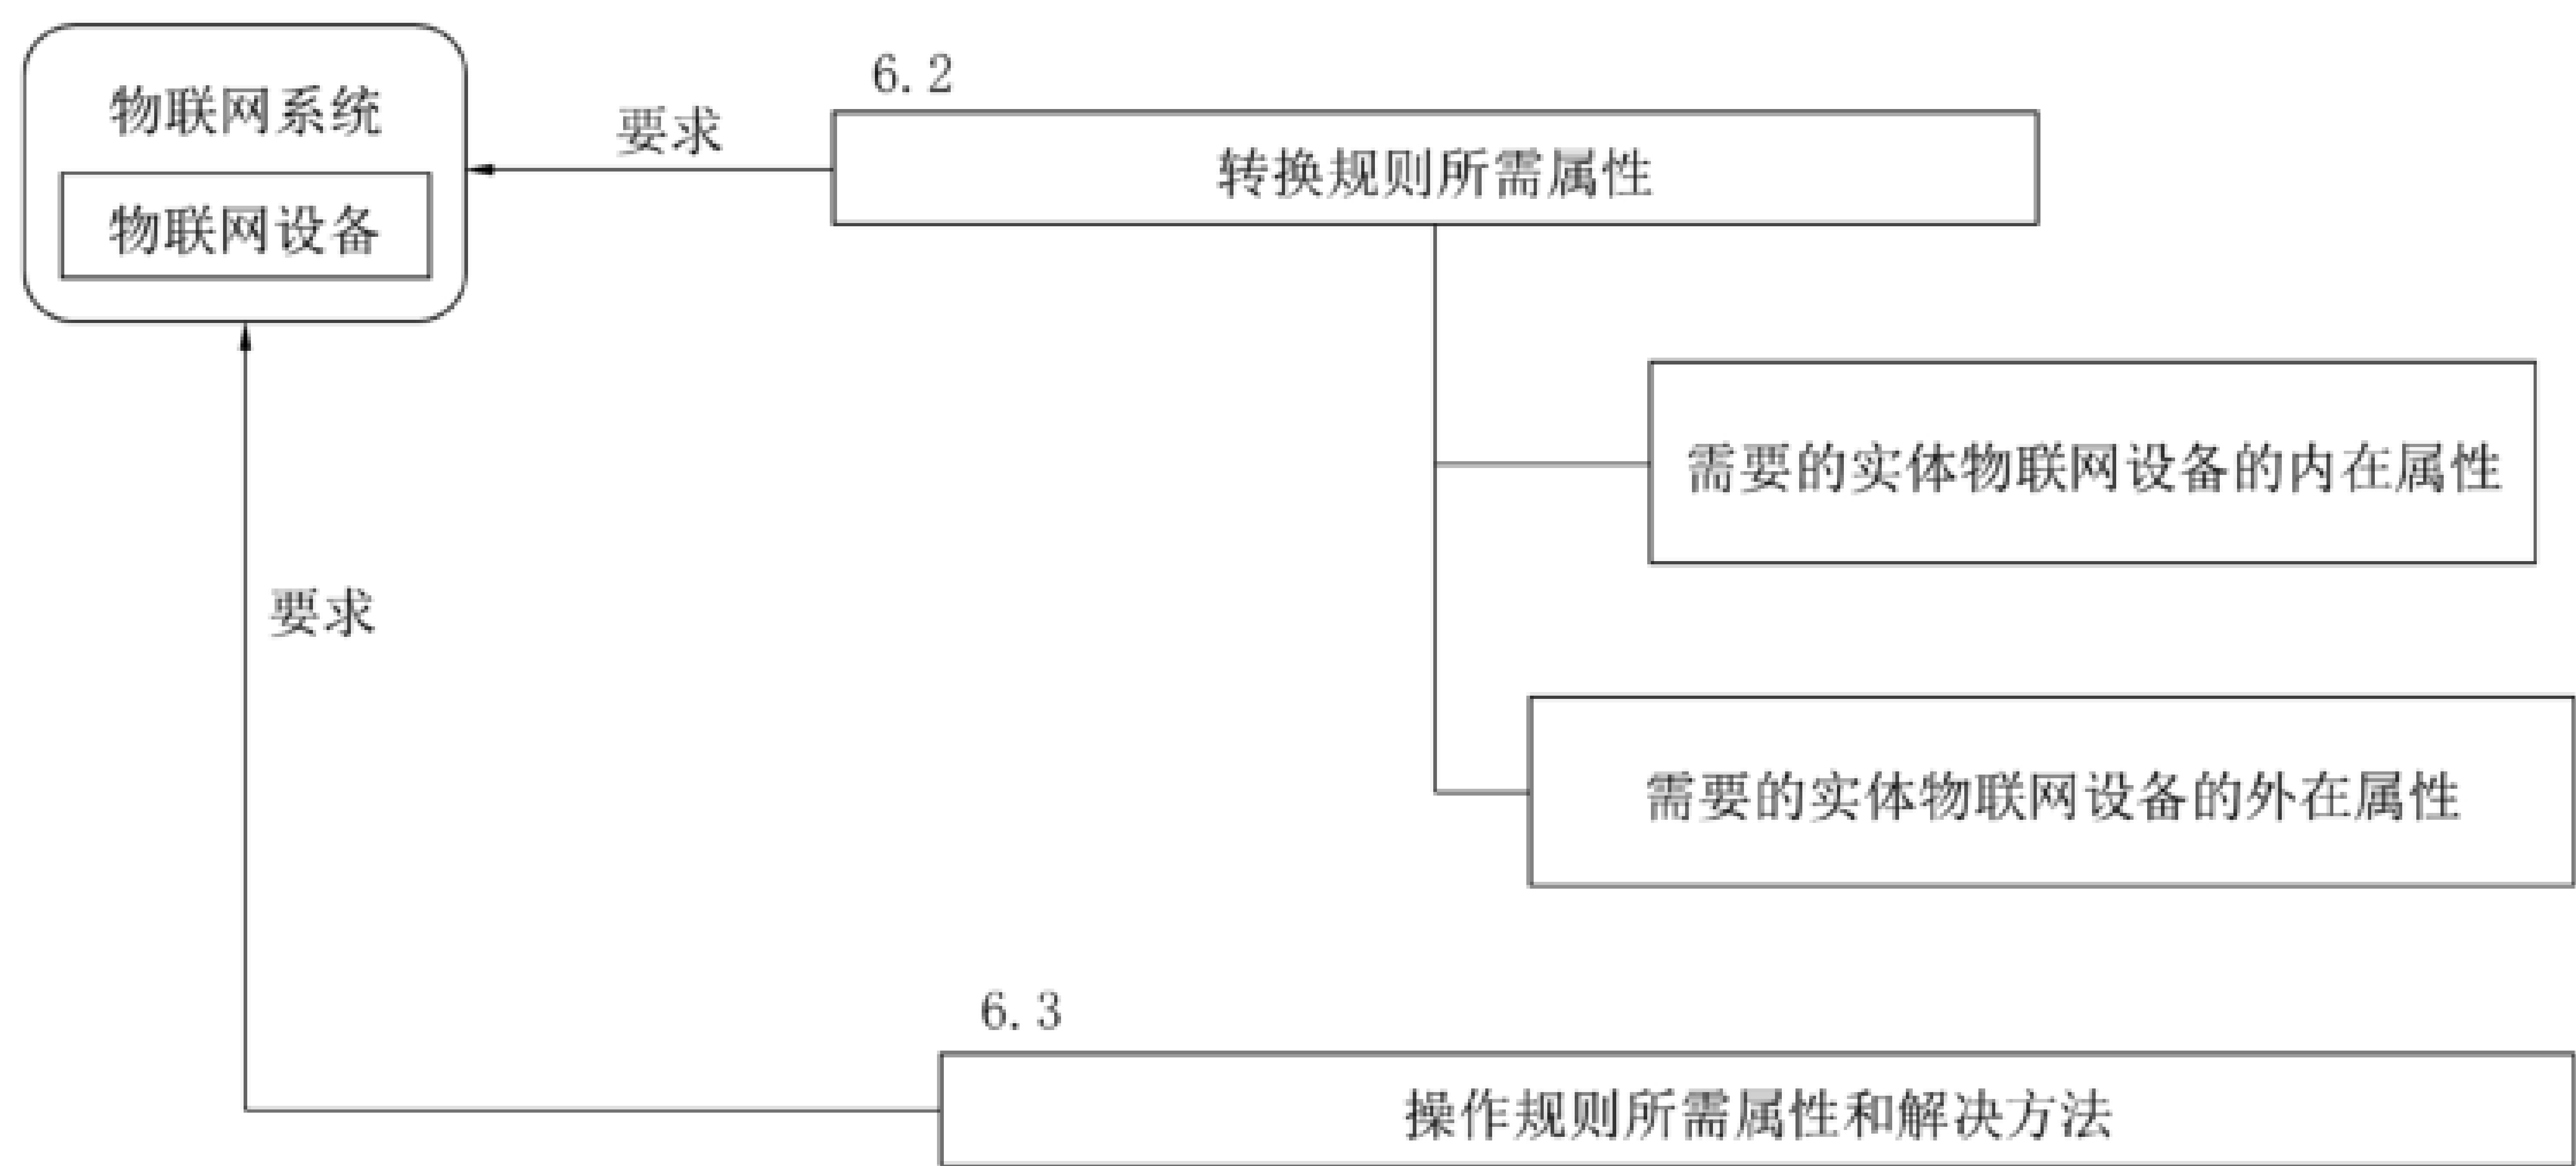 物联网系统
物联网设备
要求
6.2
转换规则所需属性
需要的实体物联网设备的内在属性
要求
需要的实体物联网设备的外在属性
6.3
操作规则所需属性和解决方法